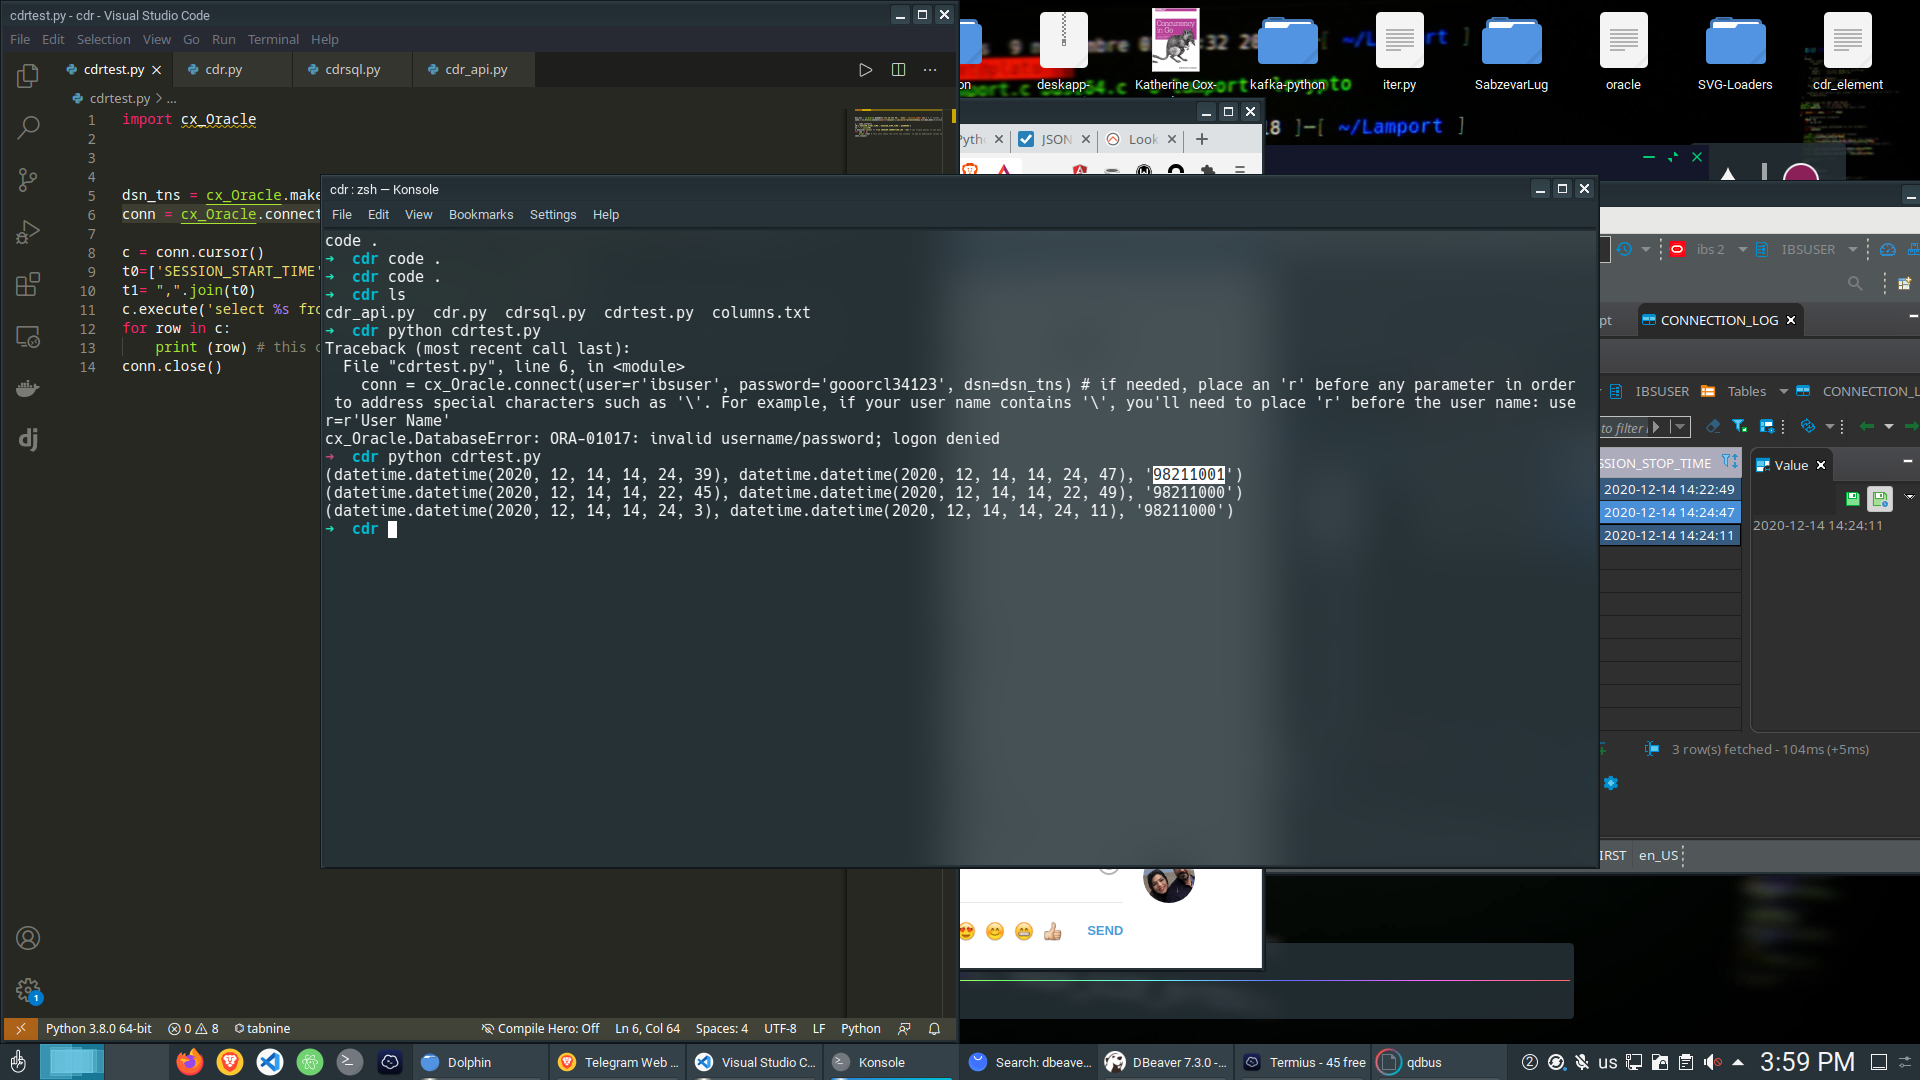 cdrtest.py - cdr - Visual Studio Code
File Edit Selection View Go Run Terminal Help
cdrtest.py cdr.py cdrsql.py cdr_api.py
cdrtest.py > ...
1 import cx_Oracle
2
3
4
5 dsn_tns = cx_Oracle.make
6 conn = cx_Oracle.connect
7
8 c = conn.cursor()
9 t0=['SESSION_START_TIME'
10 t1= ",".join(t0)
11 c.execute('select %s fro
12 for row in c:
13 print (row) # this c
14 conn.close()
Python 3.8.0 64-bit 0 8 tabnine Compile Hero: Off Ln 6, Col 64 Spaces: 4 UTF-8 LF Python
cdr : zsh — Konsole
File Edit View Bookmarks Settings Help
code .
➜ cdr code .
➜ cdr code .
➜ cdr ls
cdr_api.py cdr.py cdrsql.py cdrtest.py columns.txt
➜ cdr python cdrtest.py
Traceback (most recent call last):
File "cdrtest.py", line 6, in <module>
conn = cx_Oracle.connect(user=r'ibsuser', password='gooorcl34123', dsn=dsn_tns) # if needed, place an 'r' before any parameter in order
to address special characters such as '\'. For example, if your user name contains '\', you'll need to place 'r' before the user name: use
r=r'User Name'
cx_Oracle.DatabaseError: ORA-01017: invalid username/password; logon denied
➜ cdr python cdrtest.py
(datetime.datetime(2020, 12, 14, 14, 24, 39), datetime.datetime(2020, 12, 14, 14, 24, 47), '98211001')
(datetime.datetime(2020, 12, 14, 14, 22, 45), datetime.datetime(2020, 12, 14, 14, 22, 49), '98211000')
(datetime.datetime(2020, 12, 14, 14, 24, 3), datetime.datetime(2020, 12, 14, 14, 24, 11), '98211000')
➜ cdr
on deskapp- Katherine Cox- kafka-python iter.py SabzevarLug oracle SVG-Loaders cdr_element
Concurrency in Go
]—[ ~/Lamport ]
Pythc JSON Look
ibs 2 IBSUSER
pt CONNECTION_LOG
IBSUSER Tables CONNECTION_L
to filter
SSION_STOP_TIME
2020-12-14 14:22:49
2020-12-14 14:24:47
2020-12-14 14:24:11
Value
2020-12-14 14:24:11
3 row(s) fetched - 104ms (+5ms)
IRST en_US
SEND
Dolphin Telegram Web ... Visual Studio C... Konsole Search: dbeave... DBeaver 7.3.0 -... Termius - 45 free qdbus 2 us 3:59 PM